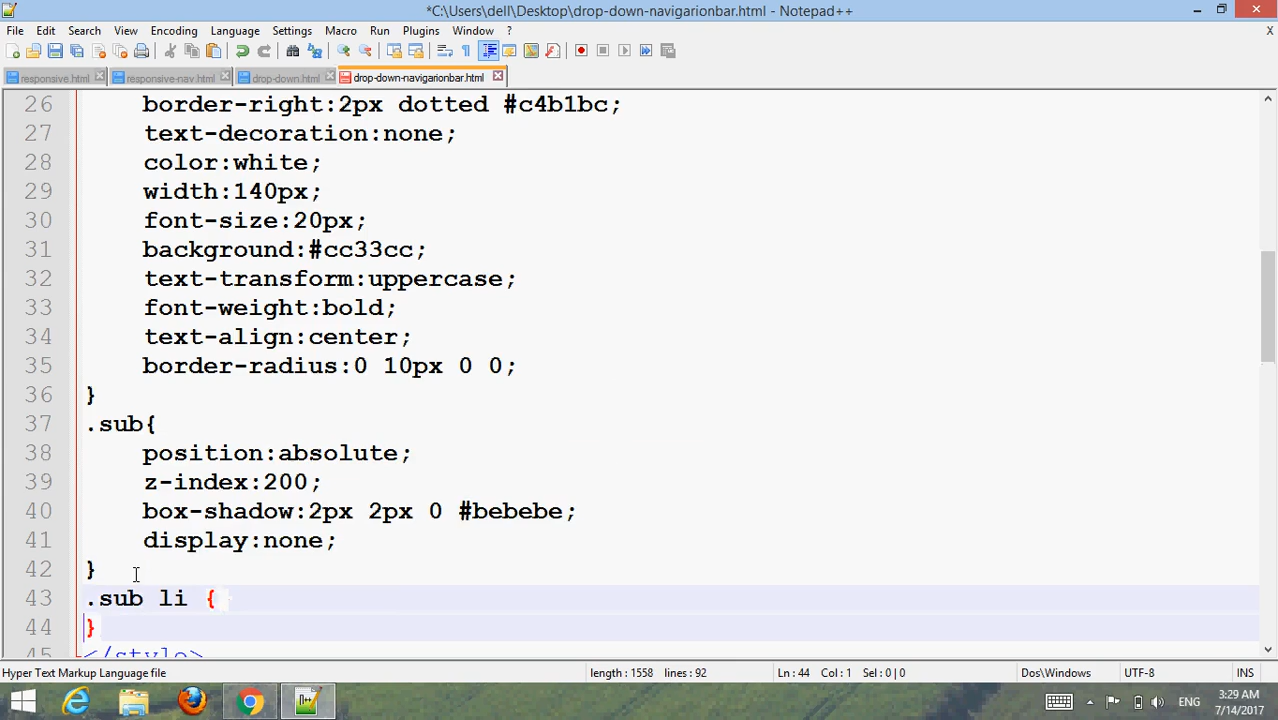 *C:\Users\dell\Desktop\drop-down-navigarionbar.html - Notepad++
File Edit Search View Encoding Language Settings Macro Run Plugins Window ? X
responsive.html responsive-nav.html drop-down.html drop-down-navigarionbar.html
26 border-right:2px dotted #c4b1bc;
27 text-decoration:none;
28 color:white;
29 width:140px;
30 font-size:20px;
31 background:#cc33cc;
32 text-transform:uppercase;
33 font-weight:bold;
34 text-align:center;
35 border-radius:0 10px 0 0;
36 }
37 .sub{
38 position:absolute;
39 z-index:200;
40 box-shadow:2px 2px 0 #bebebe;
41 display:none;
42 }
43 .sub li {
44 }
45 </style>
Hyper Text Markup Language file length : 1558 lines : 92 Ln : 44 Col : 1 Sel : 0 | 0 Dos\Windows UTF-8 INS
ENG 3:29 AM
7/14/2017